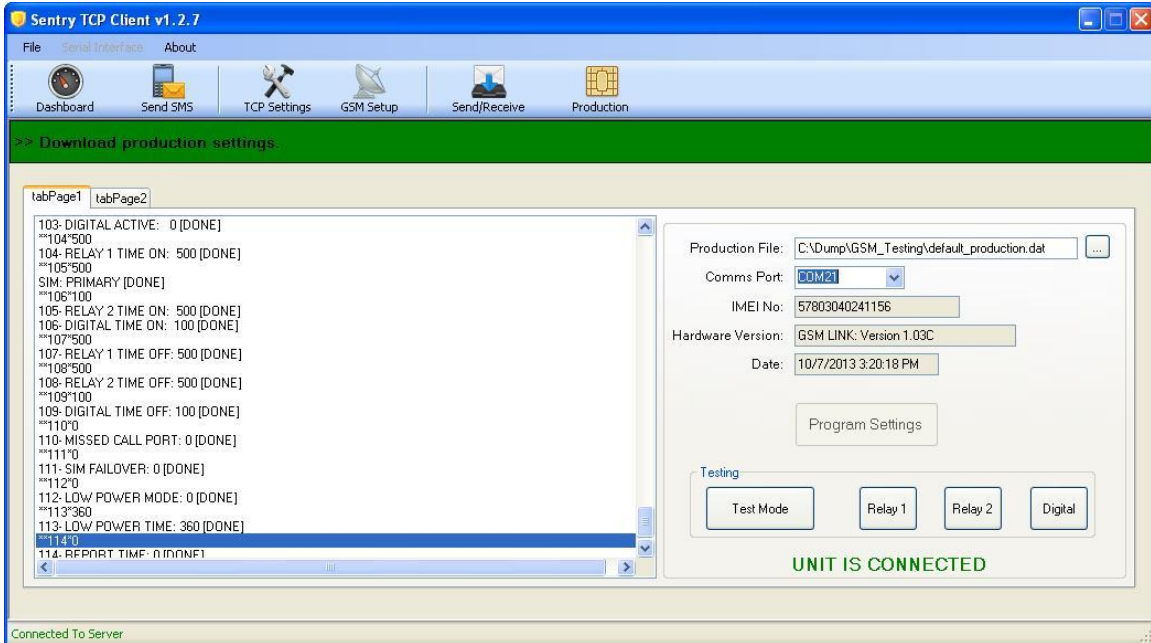 Sentry TCP Client v1.2.7
File Serial Interface About
Dashboard Send SMS TCP Settings GSM Setup Send/Receive Production
>> Download production settings.
tabPage1 tabPage2
103- DIGITAL ACTIVE: 0 [DONE]
**104*500
104- RELAY 1 TIME ON: 500 [DONE]
**105*500
SIM: PRIMARY [DONE]
**106*100
105- RELAY 2 TIME ON: 500 [DONE]
106- DIGITAL TIME ON: 100 [DONE]
**107*500
107- RELAY 1 TIME OFF: 500 [DONE]
**108*500
108- RELAY 2 TIME OFF: 500 [DONE]
**109*100
109- DIGITAL TIME OFF: 100 [DONE]
**110*0
110- MISSED CALL PORT: 0 [DONE]
**111*0
111- SIM FAILOVER: 0 [DONE]
**112*0
112- LOW POWER MODE: 0 [DONE]
**113*360
113- LOW POWER TIME: 360 [DONE]
**114*0
114- REPORT TIME: 0 [DONE]
Production File: C:\Dump\GSM_Testing\default_production.dat ...
Comms Port: COM21
IMEI No: 57803040241156
Hardware Version: GSM LINK: Version 1.03C
Date: 10/7/2013 3:20:18 PM
Program Settings
Testing
Test Mode Relay 1 Relay 2 Digital
UNIT IS CONNECTED
Connected To Server